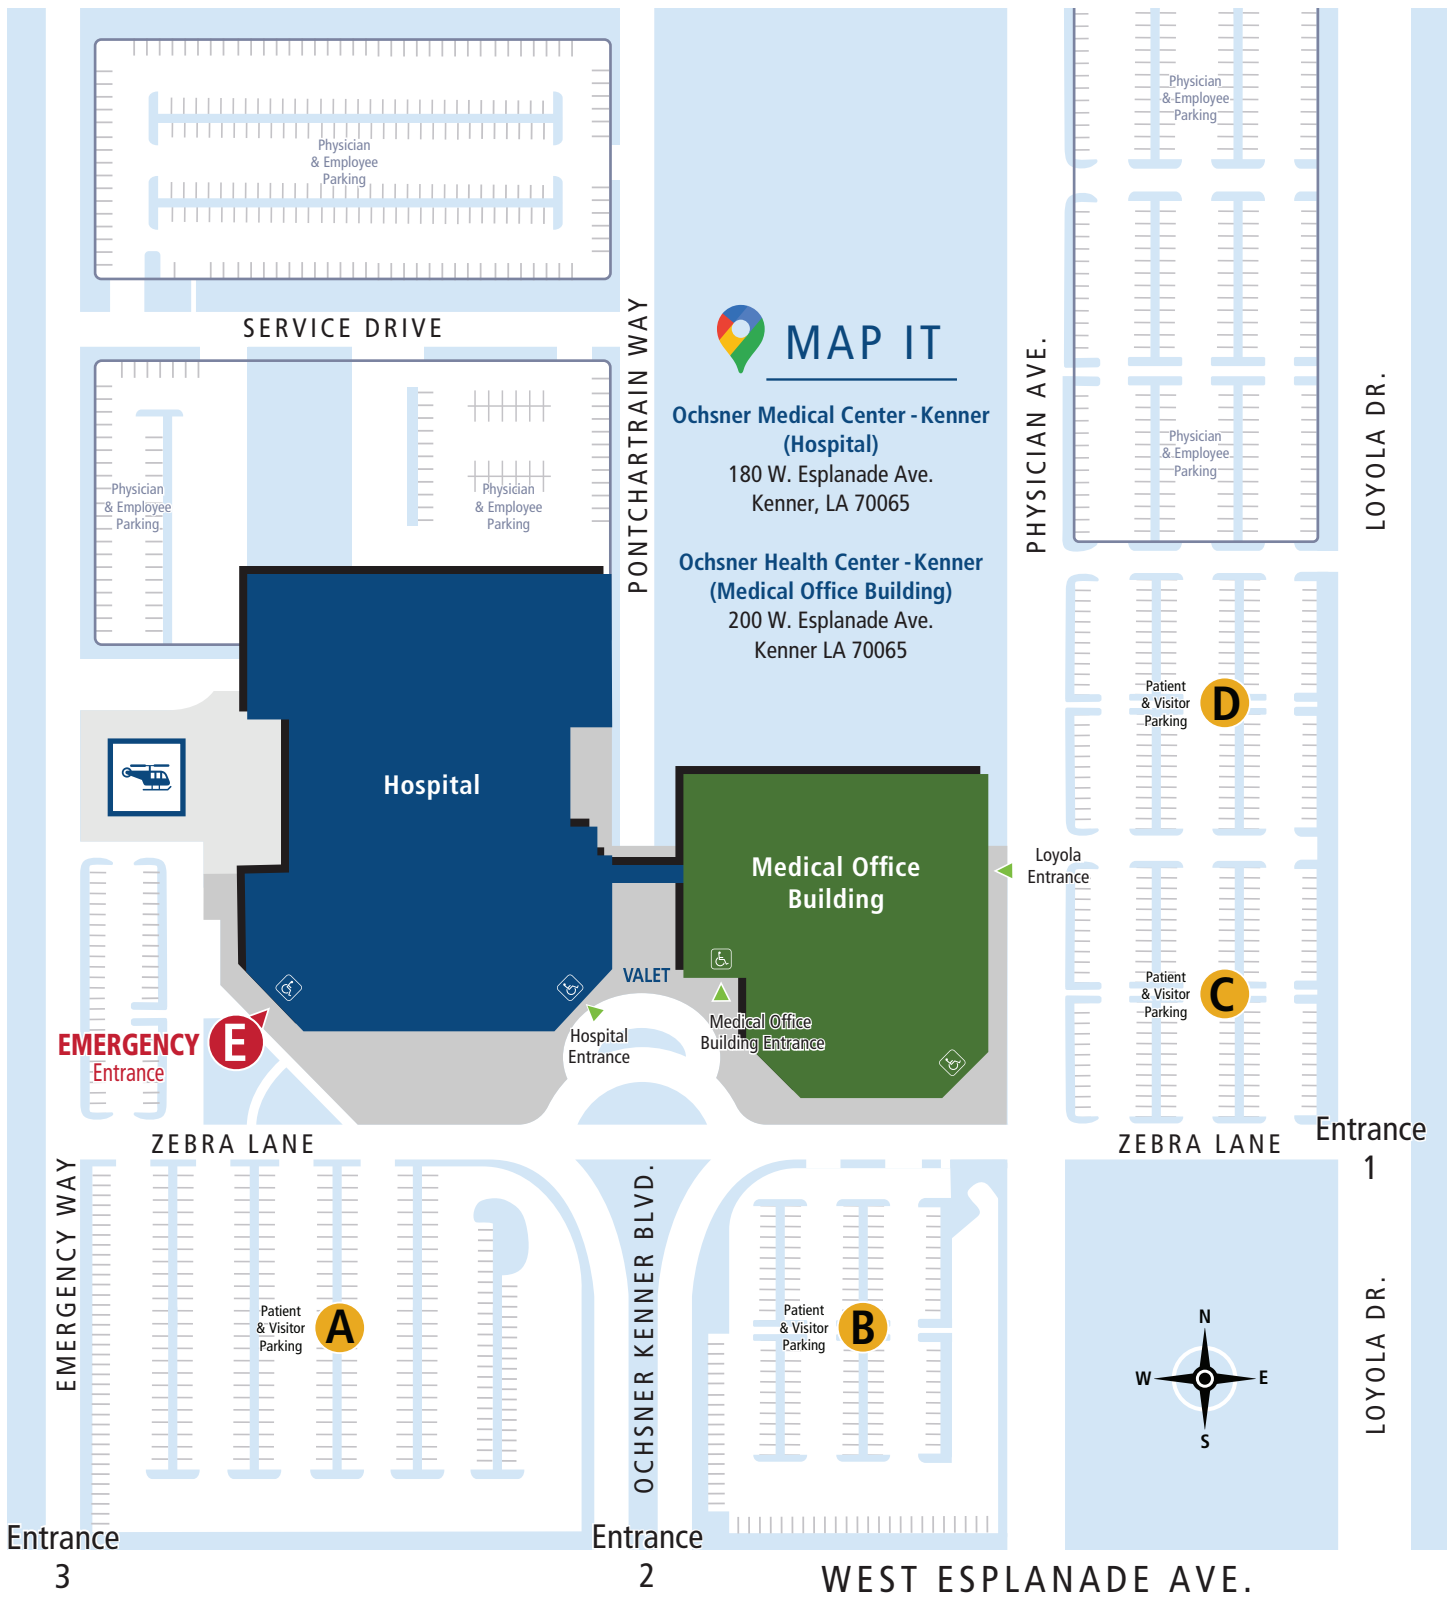 Physician
& Employee
Parking
Physician
& Employee
Parking
SERVICE DRIVE
PONTCHARTRAIN WAY
MAP IT
Ochsner Medical Center - Kenner
(Hospital)
180 W. Esplanade Ave.
Kenner, LA 70065
Ochsner Health Center - Kenner
(Medical Office Building)
200 W. Esplanade Ave.
Kenner LA 70065
PHYSICIAN AVE.
LOYOLA DR.
Physician
& Employee
Parking
Physician
& Employee
Parking
Physician
& Employee
Parking
Patient
& Visitor
Parking
D
Hospital
Medical Office
Building
Loyola
Entrance
VALET
Patient
& Visitor
Parking
C
EMERGENCY
Entrance
E
Hospital
Entrance
Medical Office
Building Entrance
ZEBRA LANE
ZEBRA LANE
Entrance
1
EMERGENCY WAY
OCHSNER KENNER BLVD.
LOYOLA DR.
Patient
& Visitor
Parking
A
Patient
& Visitor
Parking
B
N
W
E
S
Entrance
3
Entrance
2
WEST ESPLANADE AVE.